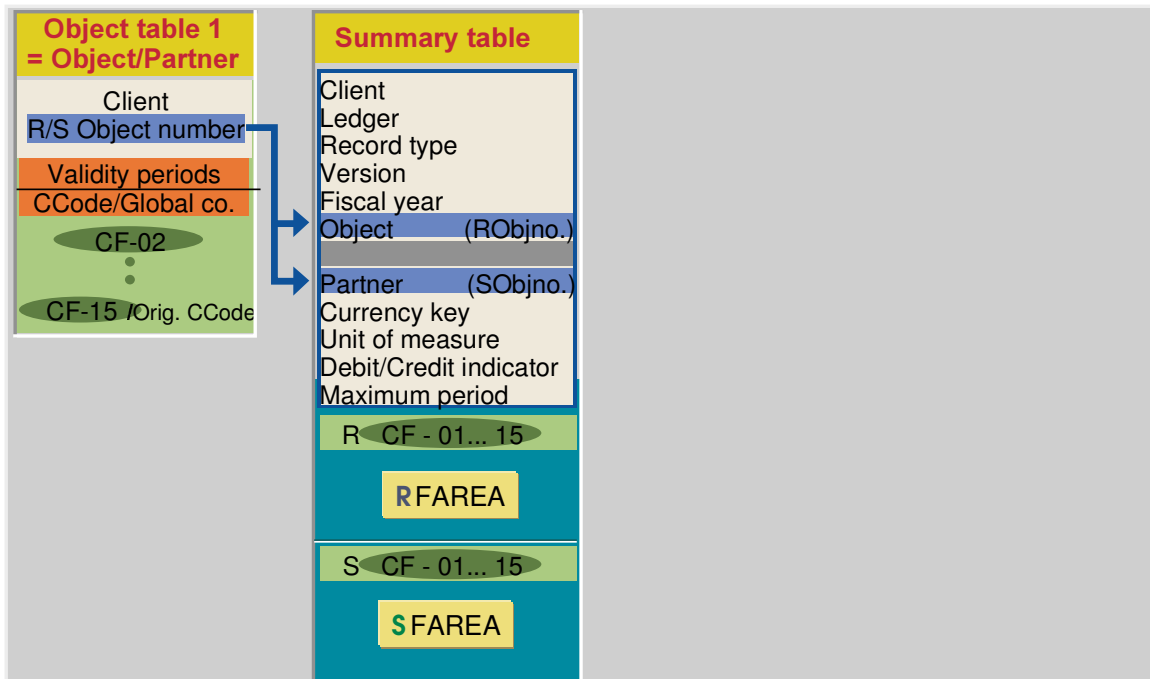 Object table 1
= Object/Partner
Client
R/S Object number
Validity periods
CCode/Global co.
CF-02
CF-15 /Orig. CCode
Summary table
Client
Ledger
Record type
Version
Fiscal year
Object (RObjno.)
Partner (SObjno.)
Currency key
Unit of measure
Debit/Credit indicator
Maximum period
R CF - 01... 15
R FAREA
S CF - 01... 15
S FAREA